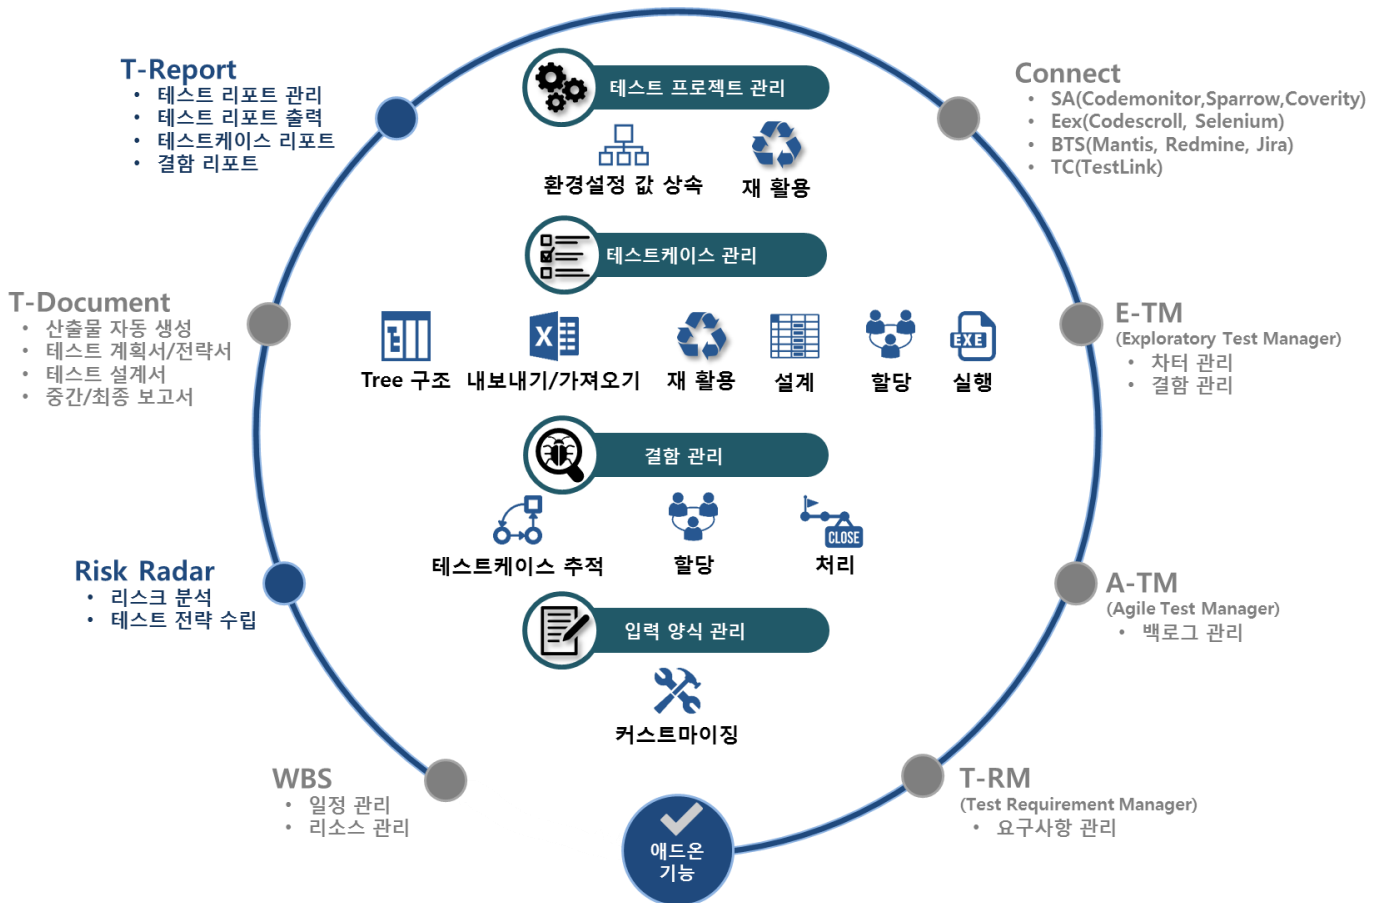 T-Report
• 테스트 리포트 관리
• 테스트 리포트 출력
• 테스트케이스 리포트
• 결함 리포트
T-Document
• 산출물 자동 생성
• 테스트 계획서/전략서
• 테스트 설계서
• 중간/최종 보고서
Risk Radar
• 리스크 분석
• 테스트 전략 수립
WBS
• 일정 관리
• 리소스 관리
테스트 프로젝트 관리
환경설정 값 상속
재 활용
테스트케이스 관리
Tree 구조
내보내기/가져오기
재 활용
설계
할당
EXE
실행
결함 관리
테스트케이스 추적
할당
CLOSE
처리
입력 양식 관리
커스트마이징
애드온
기능
Connect
• SA(Codemonitor,Sparrow,Coverity)
• Eex(Codescroll, Selenium)
• BTS(Mantis, Redmine, Jira)
• TC(TestLink)
E-TM
(Exploratory Test Manager)
• 차터 관리
• 결함 관리
A-TM
(Agile Test Manager)
• 백로그 관리
T-RM
(Test Requirement Manager)
• 요구사항 관리